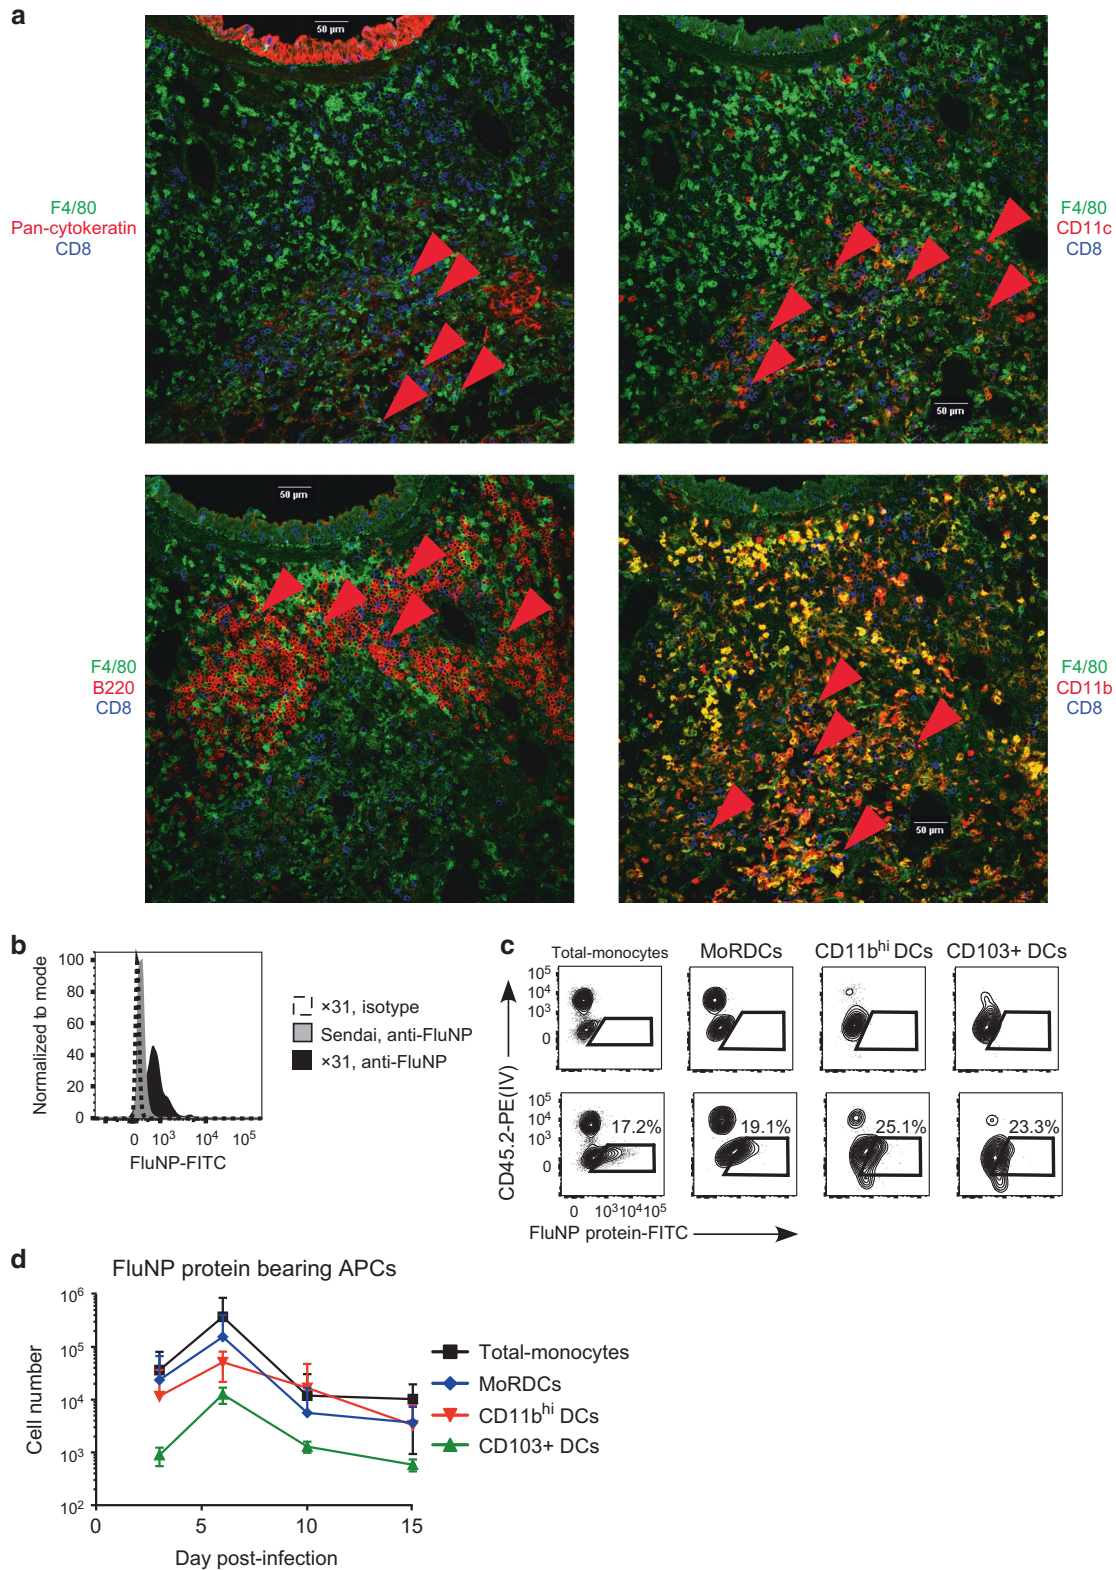 a
50 µm
F4/80
Pan-cytokeratin
CD8
F4/80
CD11c
CD8
50 µm
50 µm
F4/80
B220
CD8
F4/80
CD11b
CD8
50 µm
b
Normalized to mode
100
80
60
40
20
0
0 10³ 10⁴ 10⁵
FluNP-FITC
×31, isotype
Sendai, anti-FluNP
×31, anti-FluNP
c
Total-monocytes
MoRDCs
CD11bʰⁱ DCs
CD103+ DCs
10⁵
10⁴
10³
0
10⁵
10⁴
10³
0
17.2%
19.1%
25.1%
23.3%
0 10³10⁴10⁵
CD45.2-PE(IV)
FluNP protein-FITC
d
FluNP protein bearing APCs
10⁶
10⁵
10⁴
10³
10²
Cell number
0 5 10 15
Day post-infection
Total-monocytes
MoRDCs
CD11bʰⁱ DCs
CD103+ DCs